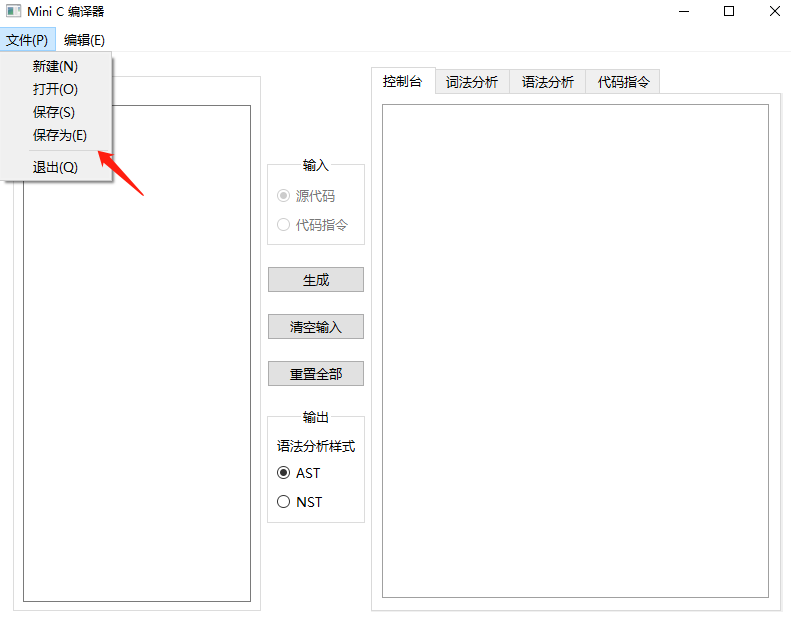 Mini C 编译器
文件(P) 编辑(E)
新建(N)
打开(O)
保存(S)
保存为(E)
退出(Q)
输入
源代码
代码指令
生成
清空输入
重置全部
输出
语法分析样式
AST
NST
控制台 词法分析 语法分析 代码指令